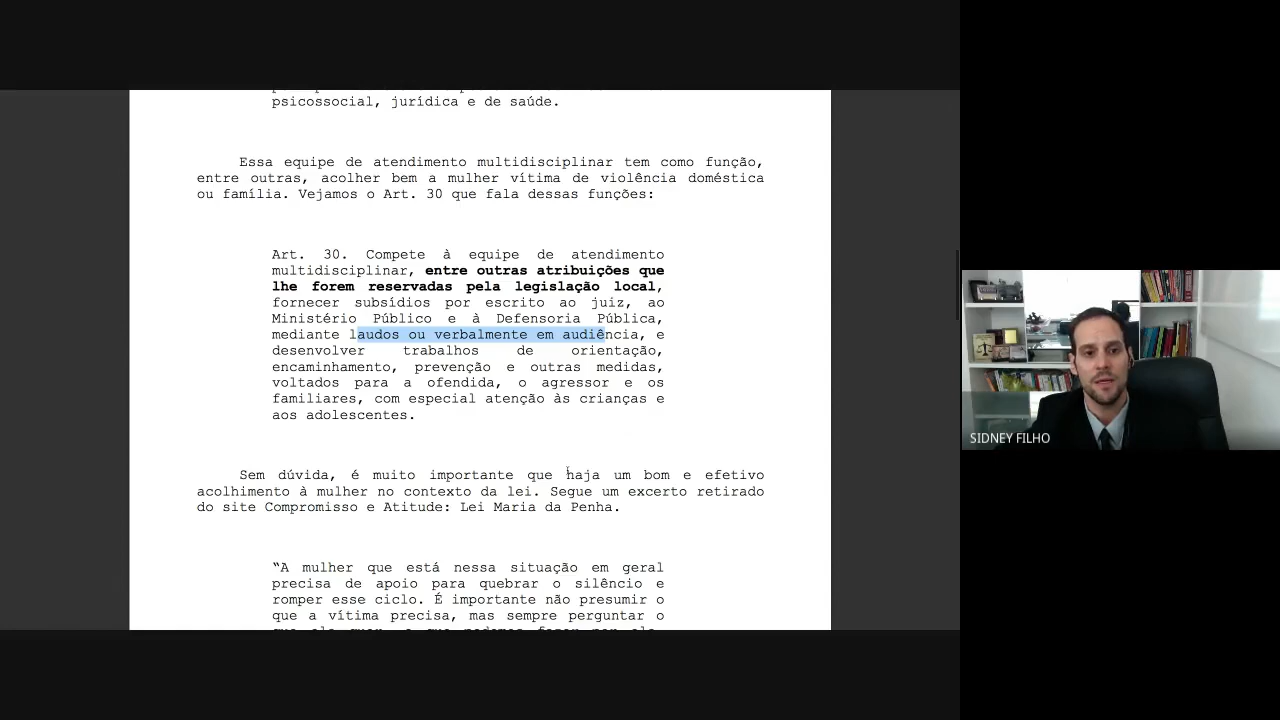 psicossocial, jurídica e de saúde.
Essa equipe de atendimento multidisciplinar tem como função,
entre outras, acolher bem a mulher vítima de violência doméstica
ou família. Vejamos o Art. 30 que fala dessas funções:
Art. 30. Compete à equipe de atendimento
multidisciplinar, entre outras atribuições que
lhe forem reservadas pela legislação local,
fornecer subsídios por escrito ao juiz, ao
Ministério Público e à Defensoria Pública,
mediante laudos ou verbalmente em audiência, e
desenvolver trabalhos de orientação,
encaminhamento, prevenção e outras medidas,
voltados para a ofendida, o agressor e os
familiares, com especial atenção às crianças e
aos adolescentes.
Sem dúvida, é muito importante que haja um bom e efetivo
acolhimento à mulher no contexto da lei. Segue um excerto retirado
do site Compromisso e Atitude: Lei Maria da Penha.
“A mulher que está nessa situação em geral
precisa de apoio para quebrar o silêncio e
romper esse ciclo. É importante não presumir o
que a vítima precisa, mas sempre perguntar o
SIDNEY FILHO